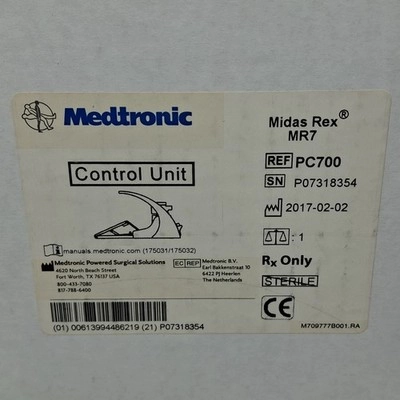 Medtronic
Midas Rex®
MR7
Control Unit
REF PC700
SN P07318354
2017-02-02
: 1
manuals.medtronic.com (175031/175032)
Rx Only
Medtronic Powered Surgical Solutions
4620 North Beach Street
Fort Worth, TX 76137 USA
800-433-7080
817-788-6400
EC REP
Medtronic B.V.
Earl Bakkenstraat 10
6422 PJ Heerlen
The Netherlands
STERILE
CE
(01) 00613994486219 (21) P07318354
M709777B001.RA